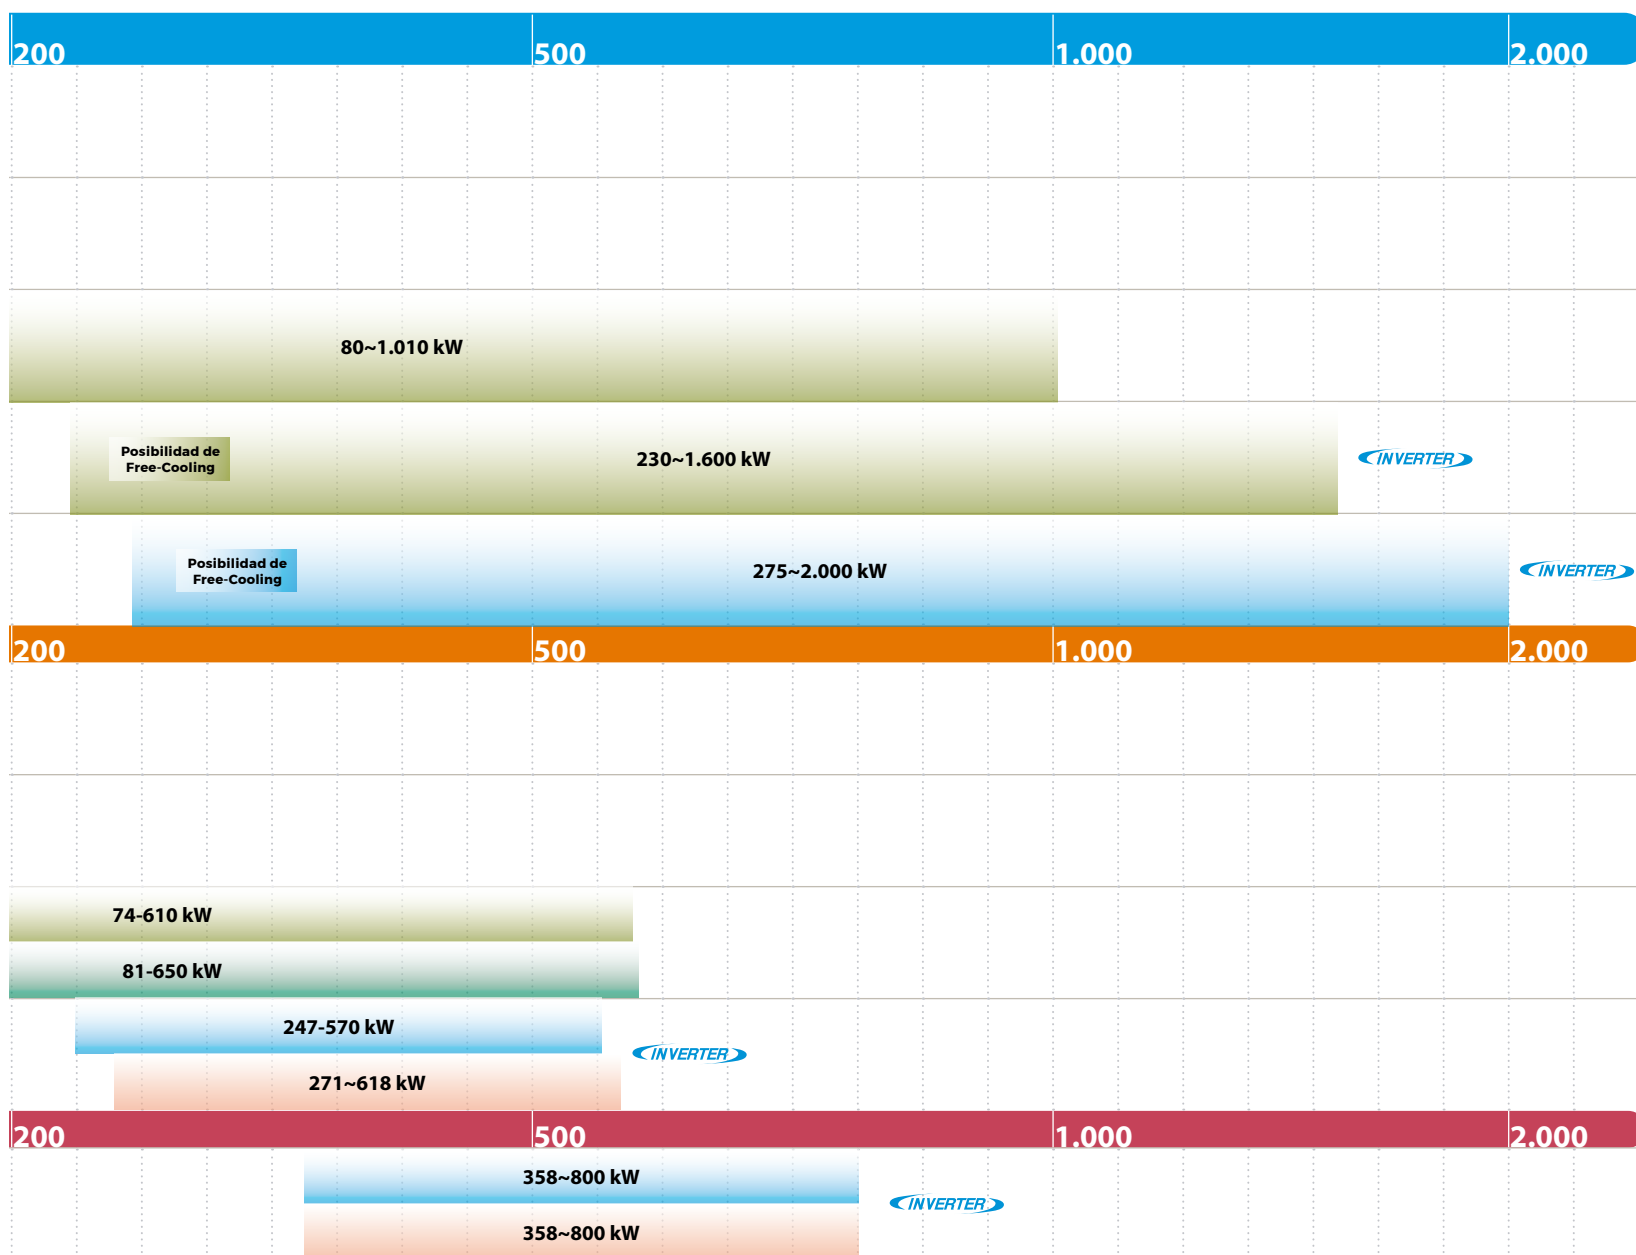 200 500 1.000 2.000
80~1.010 kW
Posibilidad de
Free-Cooling
230~1.600 kW
INVERTER
Posibilidad de
Free-Cooling
275~2.000 kW
INVERTER
200 500 1.000 2.000
74-610 kW
81-650 kW
247-570 kW
INVERTER
271~618 kW
200 500 1.000 2.000
358~800 kW
INVERTER
358~800 kW